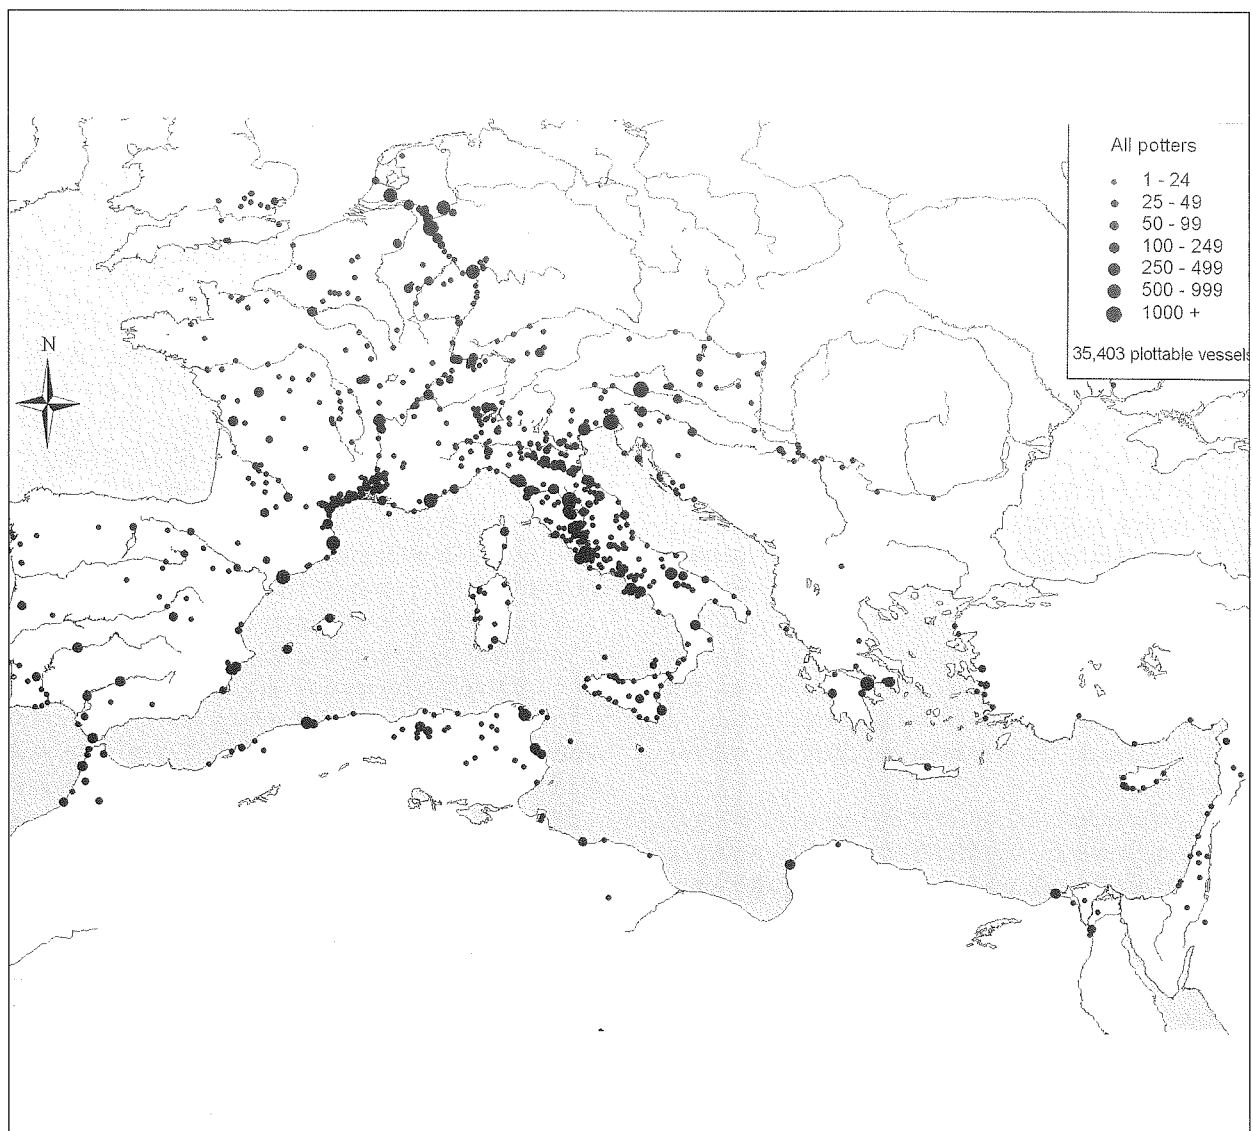 All potters
1 - 24
25 - 49
50 - 99
100 - 249
250 - 499
500 - 999
1000 +
35,403 plottable vessels
N